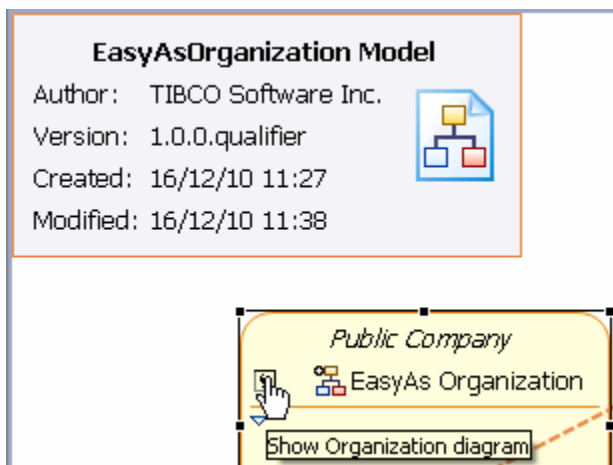 EasyAsOrganization Model
Author: TIBCO Software Inc.
Version: 1.0.0.qualifier
Created: 16/12/10 11:27
Modified: 16/12/10 11:38
Public Company
EasyAs Organization
Show Organization diagram